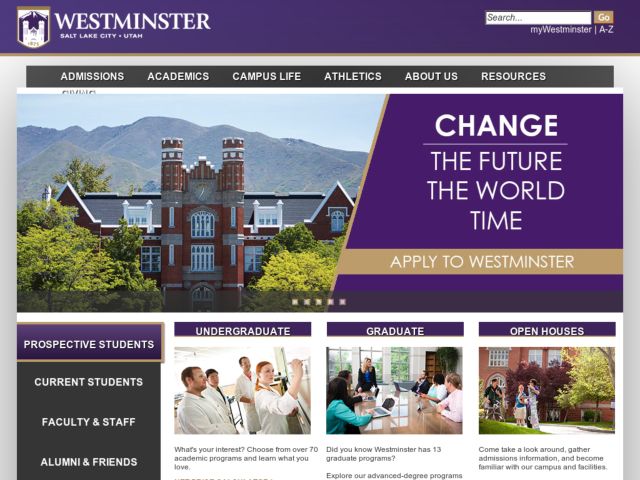 WESTMINSTER
SALT LAKE CITY • UTAH
1875
Search... Go
myWestminster | A-Z
ADMISSIONS ACADEMICS CAMPUS LIFE ATHLETICS ABOUT US RESOURCES
GIVING
CHANGE
THE FUTURE
THE WORLD
TIME
APPLY TO WESTMINSTER
PROSPECTIVE STUDENTS
CURRENT STUDENTS
FACULTY & STAFF
ALUMNI & FRIENDS
UNDERGRADUATE
What's your interest? Choose from over 70
academic programs and learn what you
love.
NET PRICE CALCULATOR |
GRADUATE
Did you know Westminster has 13
graduate programs?
Explore our advanced-degree programs
OPEN HOUSES
Come take a look around, gather
admissions information, and become
familiar with our campus and facilities.